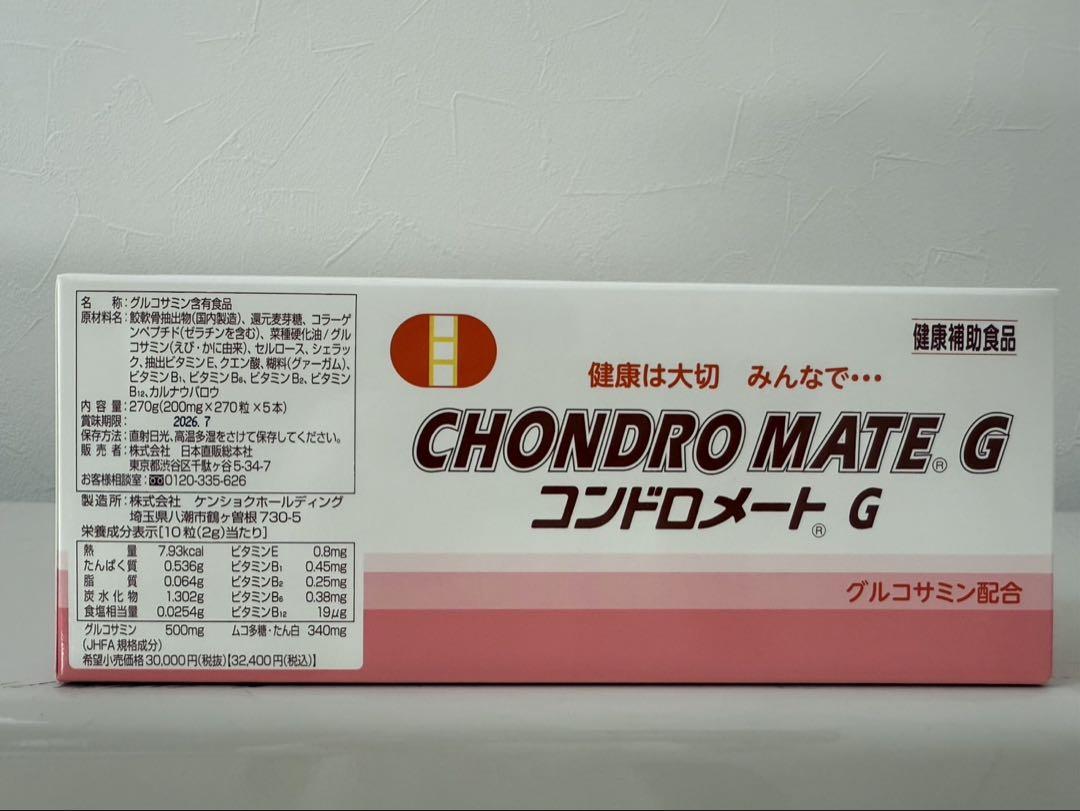 名 称:グルコサミン含有食品
原材料名:鮫軟骨抽出物(国内製造)、還元麦芽糖、コラーゲ
ンペプチド(ゼラチンを含む)、菜種硬化油/グル
コサミン(えび・かに由来)、セルロース、シェラッ
ク、抽出ビタミンE、クエン酸、糊料(グァーガム)、
ビタミンB1、ビタミンB6、ビタミンB2、ビタミン
B12、カルナウバロウ
内 容 量:270g(200mg×270粒×5本)
賞味期限: 2026.7
保存方法:直射日光、高温多湿をさけて保存してください。
販 売 者:株式会社 日本直販総本社
東京都渋谷区千駄ヶ谷5-34-7
お客様相談室:0120-335-626
製造所:株式会社 ケンショクホールディング
埼玉県八潮市鶴ヶ曽根730-5
栄養成分表示[10粒(2g)当たり]
熱 量 7.93kcal ビタミンE 0.8mg
たんぱく質 0.536g ビタミンB1 0.45mg
脂 質 0.064g ビタミンB2 0.25mg
炭水化物 1.302g ビタミンB6 0.38mg
食塩相当量 0.0254g ビタミンB12 19μg
グルコサミン 500mg ムコ多糖・たん白 340mg
(JHFA規格成分)
希望小売価格30,000円(税抜)【32,400円(税込)】
健康補助食品
健康は大切 みんなで・・・
CHONDRO MATE® G
コンドロメート® G
グルコサミン配合